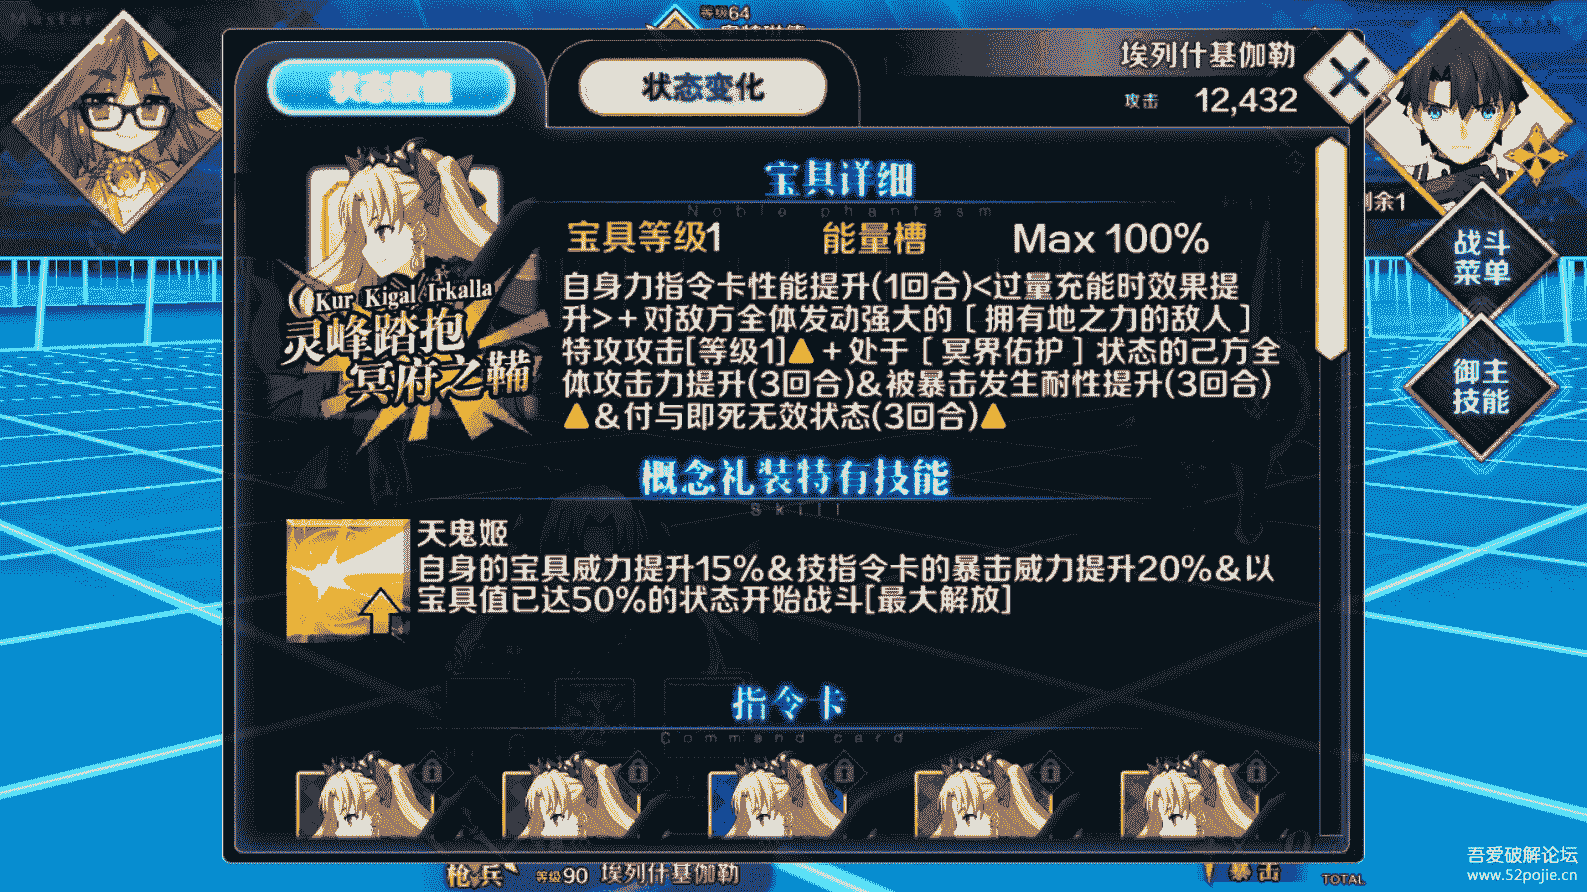 Master
等级64
状态数值
状态变化
埃列什基伽勒
攻击 12,432
宝具详细
Noble phantasm
宝具等级1 能量槽 Max 100%
自身力指令卡性能提升(1回合)<过量充能时效果提
升>+对敌方全体发动强大的[拥有地之力的敌人]
特攻攻击[等级1]▲+处于[冥界佑护]状态的己方全
体攻击力提升(3回合)&被暴击发生耐性提升(3回合)
▲&付与即死无效状态(3回合)▲
Kur Kigal Irkalla
灵峰踏抱
冥府之鞴
概念礼装特有技能
Skill
天鬼姬
自身的宝具威力提升15%&技指令卡的暴击威力提升20%&以
宝具值已达50%的状态开始战斗[最大解放]
指令卡
Command card
剩余1
战斗
菜单
御主
技能
枪兵 等级90 埃列什基伽勒
暴击
TOTAL
吾爱破解论坛
www.52pojie.cn